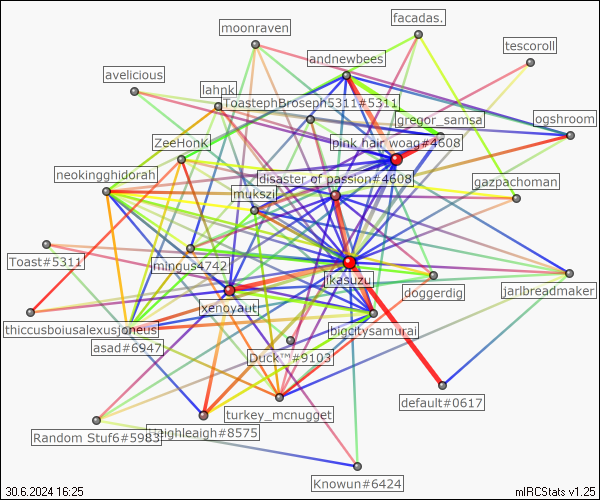 moonraven
facadas.
andnewbees
tescoroll
avelicious
lahnk
ToastephBroseph5311#5311
gregor_samsa
ogshroom
ZeeHonK
pink hair woag#4608
neokingghidorah
disaster of passion#4608
gazpachoman
mukszi
Toast#5311
mingus4742
ikasuzu
doggerdig
jarlbreadmaker
xenoyaut
thiccusboiusalexusjoneus
bigcitysamurai
asad#6947
Duck™#9103
default#0617
turkey_mcnugget
Random Stuf6#5983
leighleagh#8575
Knowun#6424
30.6.2024 16:25
mIRCStats v1.25